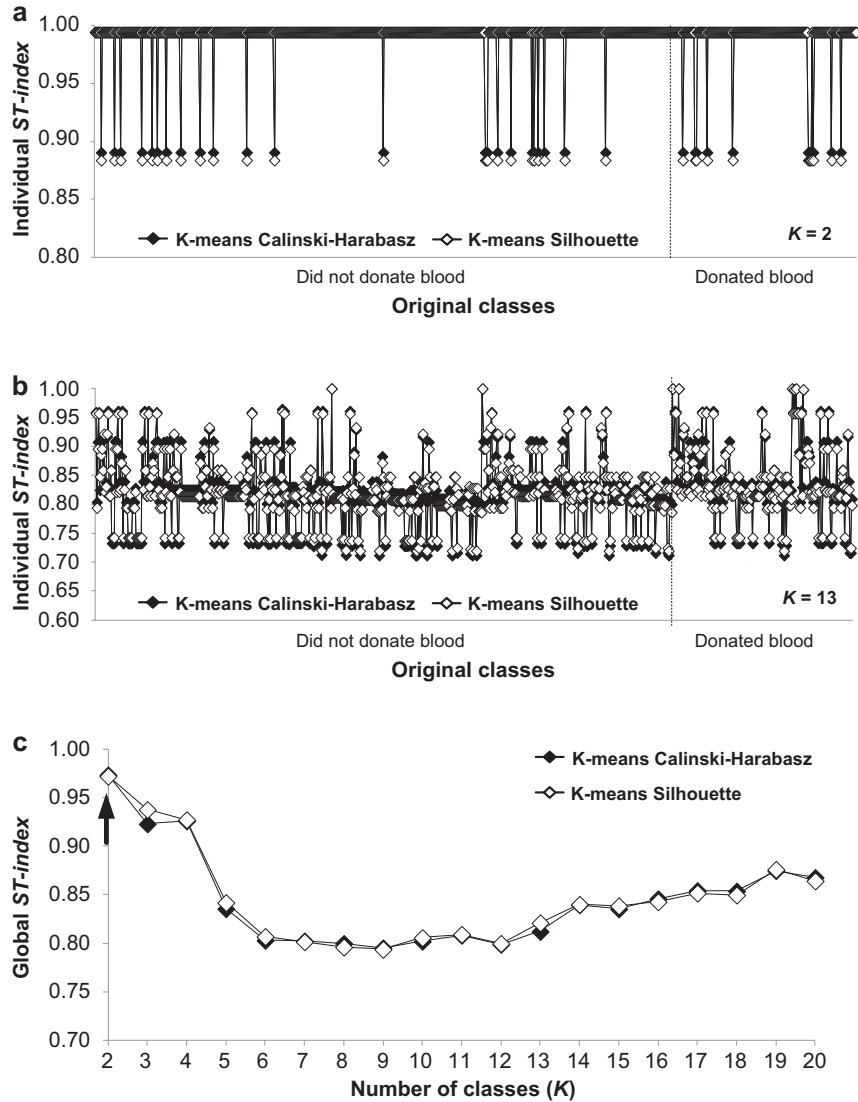 a
1.00
0.95
0.90
0.85
0.80
Individual ST-index
K-means Calinski-Harabasz
K-means Silhouette
K = 2
Did not donate blood
Donated blood
Original classes
b
1.00
0.95
0.90
0.85
0.80
0.75
0.70
0.65
0.60
Individual ST-index
K-means Calinski-Harabasz
K-means Silhouette
K = 13
Did not donate blood
Donated blood
Original classes
c
1.00
0.95
0.90
0.85
0.80
0.75
0.70
Global ST-index
K-means Calinski-Harabasz
K-means Silhouette
2 3 4 5 6 7 8 9 10 11 12 13 14 15 16 17 18 19 20
Number of classes (K)